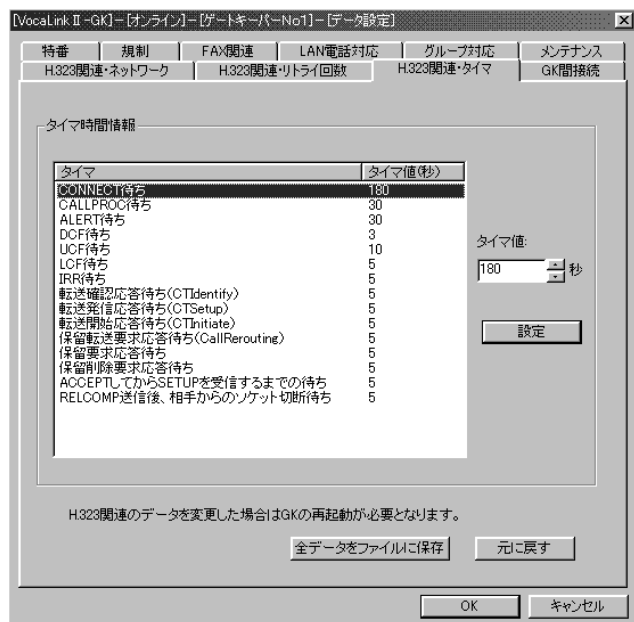 [VocaLinkⅡ-GK]-[オンライン]-[ゲートキーパーNo1]-[データ設定]
特番 規制 FAX関連 LAN電話対応 グループ対応 メンテナンス
H.323関連・ネットワーク H.323関連・リトライ回数 H.323関連・タイマ GK間接続
タイマ時間情報
タイマ タイマ値(秒)
CONNECT待ち 180
CALLPROC待ち 30
ALERT待ち 30
DCF待ち 3
UCF待ち 10
LCF待ち 5
IRR待ち 5
転送確認応答待ち(CTIdentify) 5
転送発信応答待ち(CTSetup) 5
転送開始応答待ち(CTInitiate) 5
保留転送要求応答待ち(CallRerouting) 5
保留要求応答待ち 5
保留削除要求応答待ち 5
ACCEPTしてからSETUPを受信するまでの待ち 5
RELCOMP送信後、相手からのソケット切断待ち 5
タイマ値:
180 秒
設定
H.323関連のデータを変更した場合はGKの再起動が必要となります。
全データをファイルに保存 元に戻す
OK キャンセル